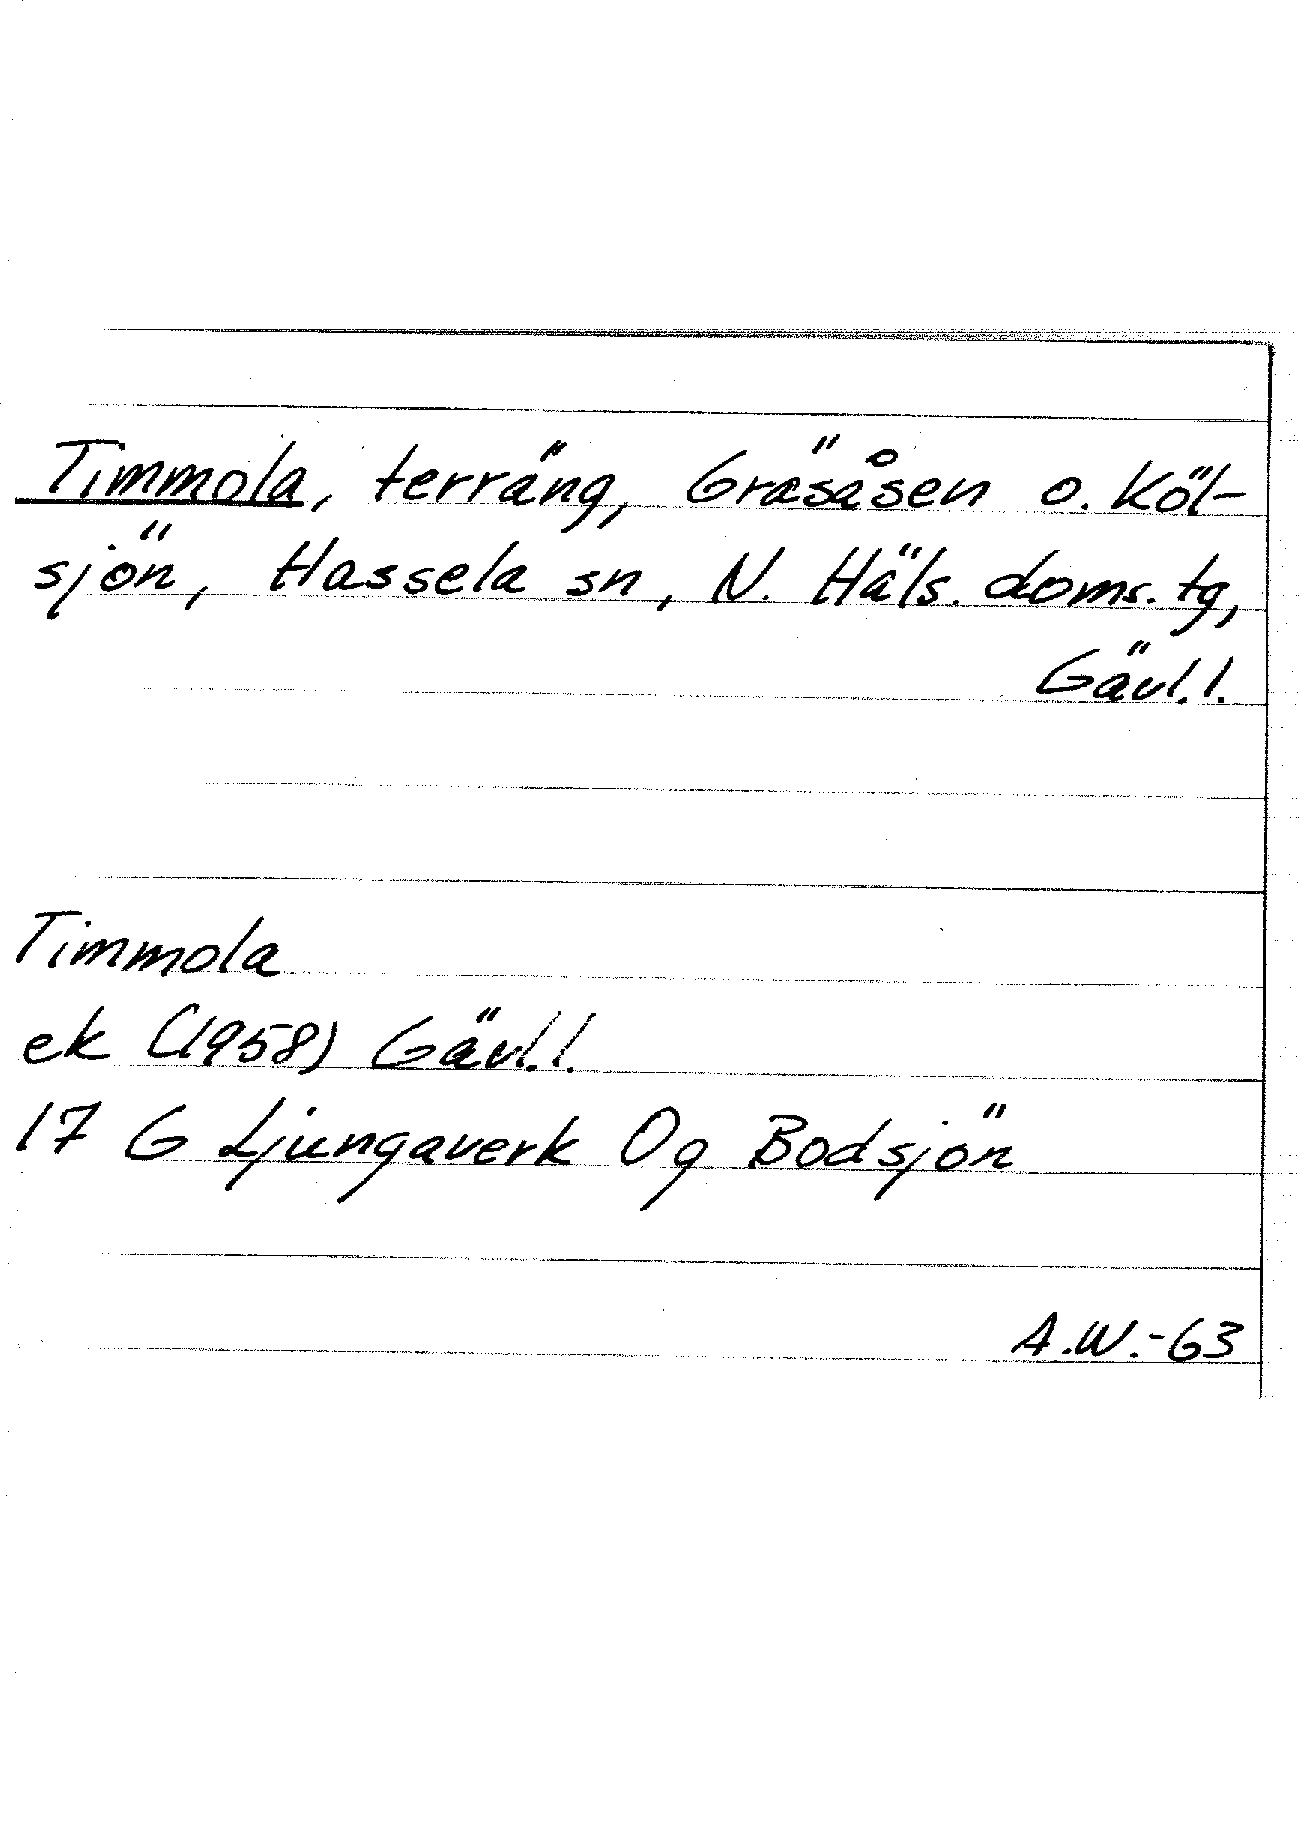 Timmola, terräng, Gräsåsen o. Köl-
sjön, Hassela sn, N. Häls. doms. tg,
Gävl. l.
Timmola
ek (1958) Gävl. l.
17 G Ljungaverk Og Bodsjön
A.W.-63